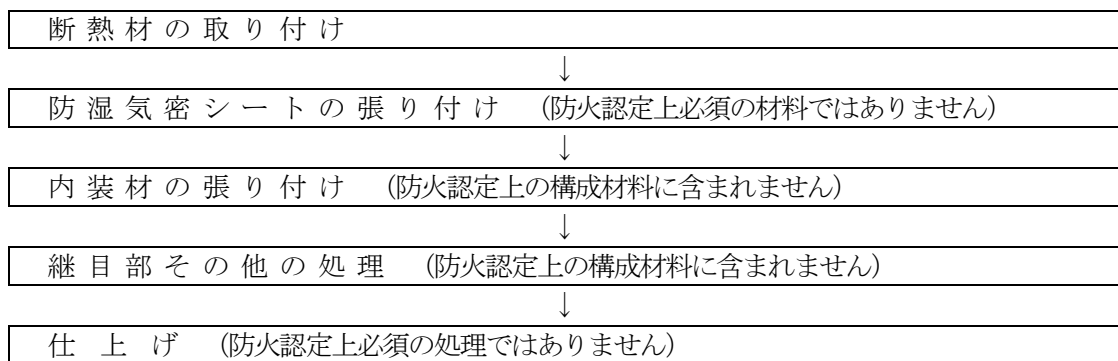 断熱材の取り付け
↓
防湿気密シートの張り付け (防火認定上必須の材料ではありません)
↓
内装材の張り付け (防火認定上の構成材料に含まれません)
↓
継目部その他の処理 (防火認定上の構成材料に含まれません)
↓
仕上げ (防火認定上必須の処理ではありません)